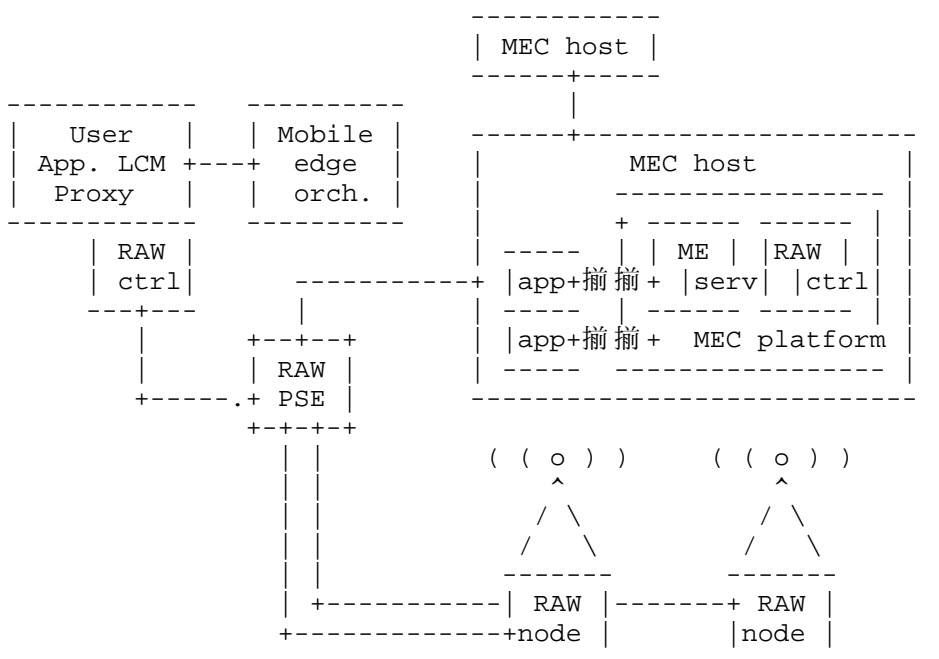 MEC host
User
App. LCM
Proxy
Mobile
edge
orch.
MEC host
RAW
ctrl
ME
serv
RAW
ctrl
app+揃揃+
app+揃揃+ MEC platform
RAW
PSE
( ( o ) ) ( ( o ) )
RAW
node
RAW
node